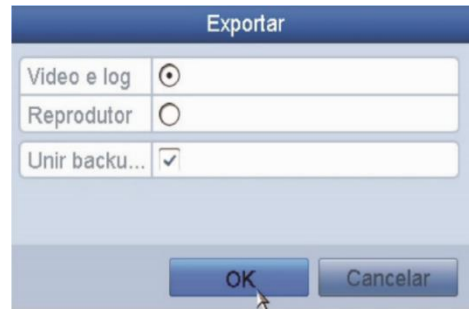 Exportar
Video e log
Reprodutor
Unir backu...
OK
Cancelar